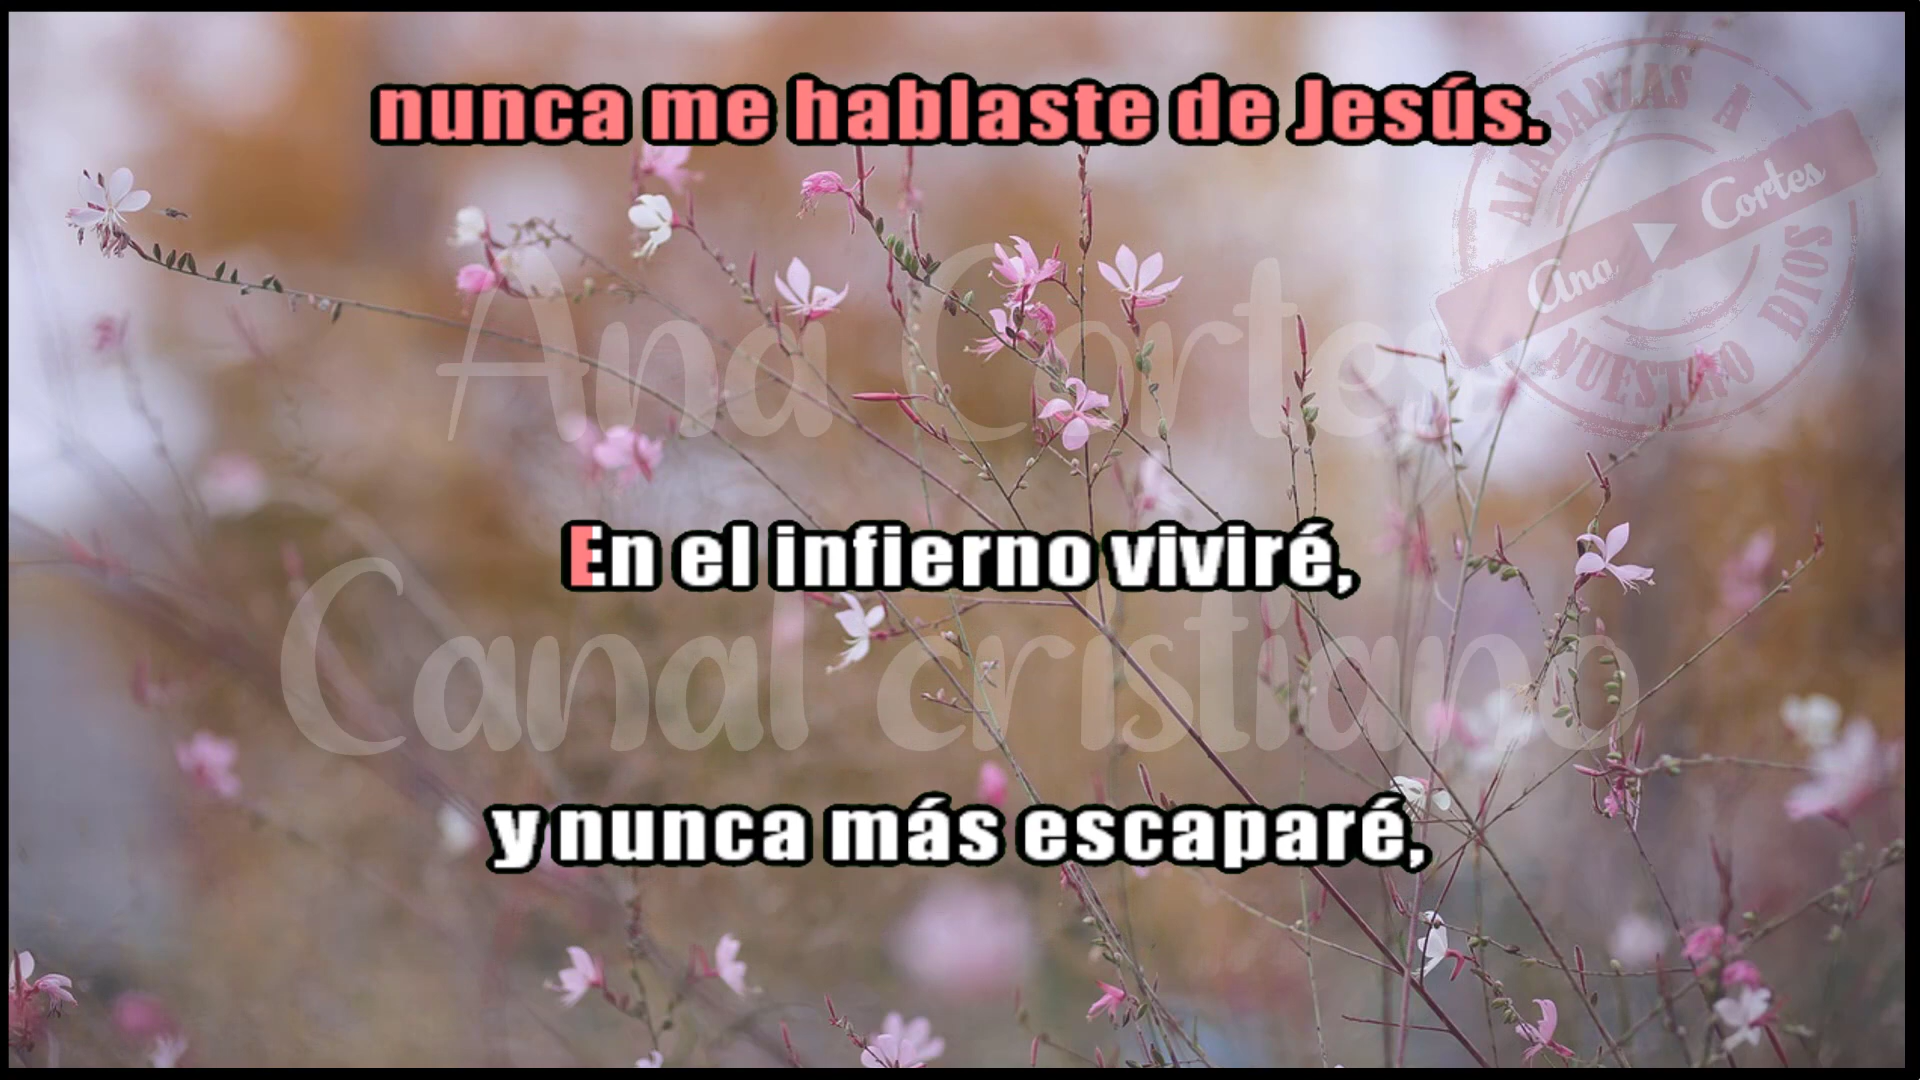 nunca me hablaste de Jesús.
ALABANZAS A
Ana Cortes
NUESTRO DIOS
Ana Cortes
En el infierno viviré,
Canal cristiano
y nunca más escaparé,